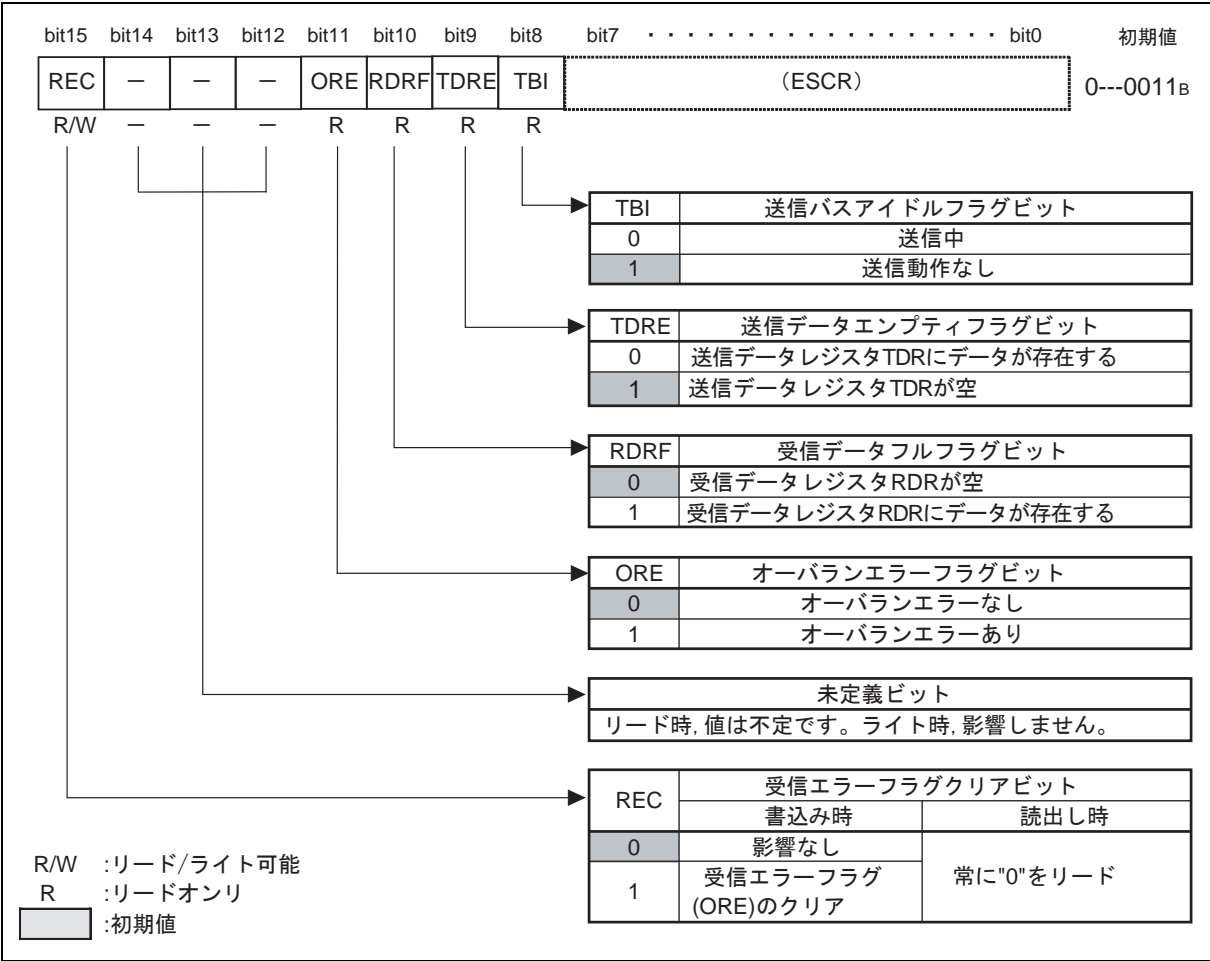 bit15 bit14 bit13 bit12 bit11 bit10 bit9 bit8 bit7 ・・・・・・・・・・・・・・・・・・・ bit0 初期値
REC － － － ORE RDRF TDRE TBI (ESCR) 0---0011B
R/W － － － R R R R
TBI 送信バスアイドルフラグビット
0 送信中
1 送信動作なし
TDRE 送信データエンプティフラグビット
0 送信データレジスタTDRにデータが存在する
1 送信データレジスタTDRが空
RDRF 受信データフルフラグビット
0 受信データレジスタRDRが空
1 受信データレジスタRDRにデータが存在する
ORE オーバランエラーフラグビット
0 オーバランエラーなし
1 オーバランエラーあり
未定義ビット
リード時, 値は不定です。ライト時, 影響しません。
REC 受信エラーフラグクリアビット
書込み時 読出し時
0 影響なし 常に"0"をリード
1 受信エラーフラグ
(ORE)のクリア
R/W :リード/ライト可能
R :リードオンリ
:初期値